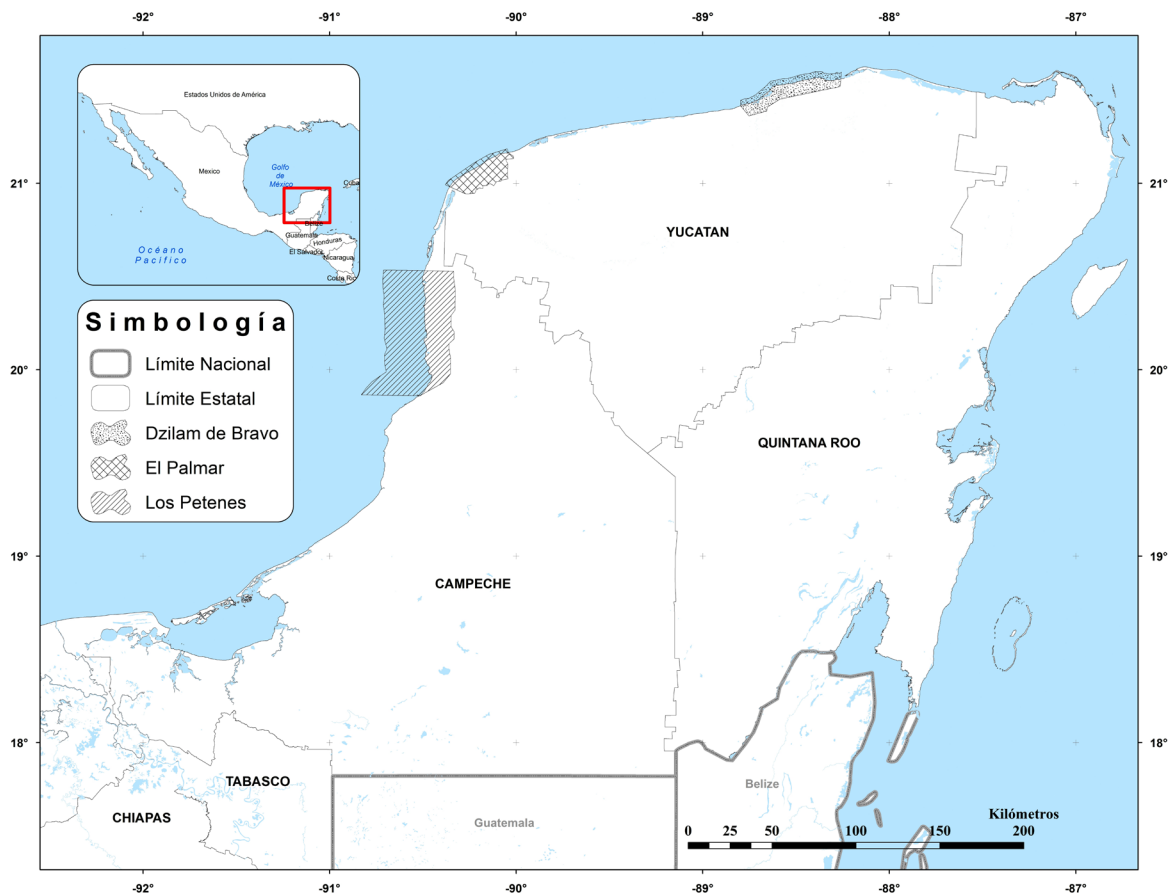 -92°
-91°
-90°
-89°
-88°
-87°
Estados Unidos de América
Mexico
Golfo
de
México
Cuba
Belize
Guatemala
Honduras
El Salvador
Nicaragua
Costa Ric
Océano
Pacífico
21°
21°
YUCATAN
Simbología
Límite Nacional
Límite Estatal
Dzilam de Bravo
El Palmar
Los Petenes
20°
20°
QUINTANA ROO
19°
19°
CAMPECHE
18°
18°
TABASCO
CHIAPAS
Guatemala
Belize
Kilómetros
0 25 50 100 150 200
-92°
-91°
-90°
-89°
-88°
-87°